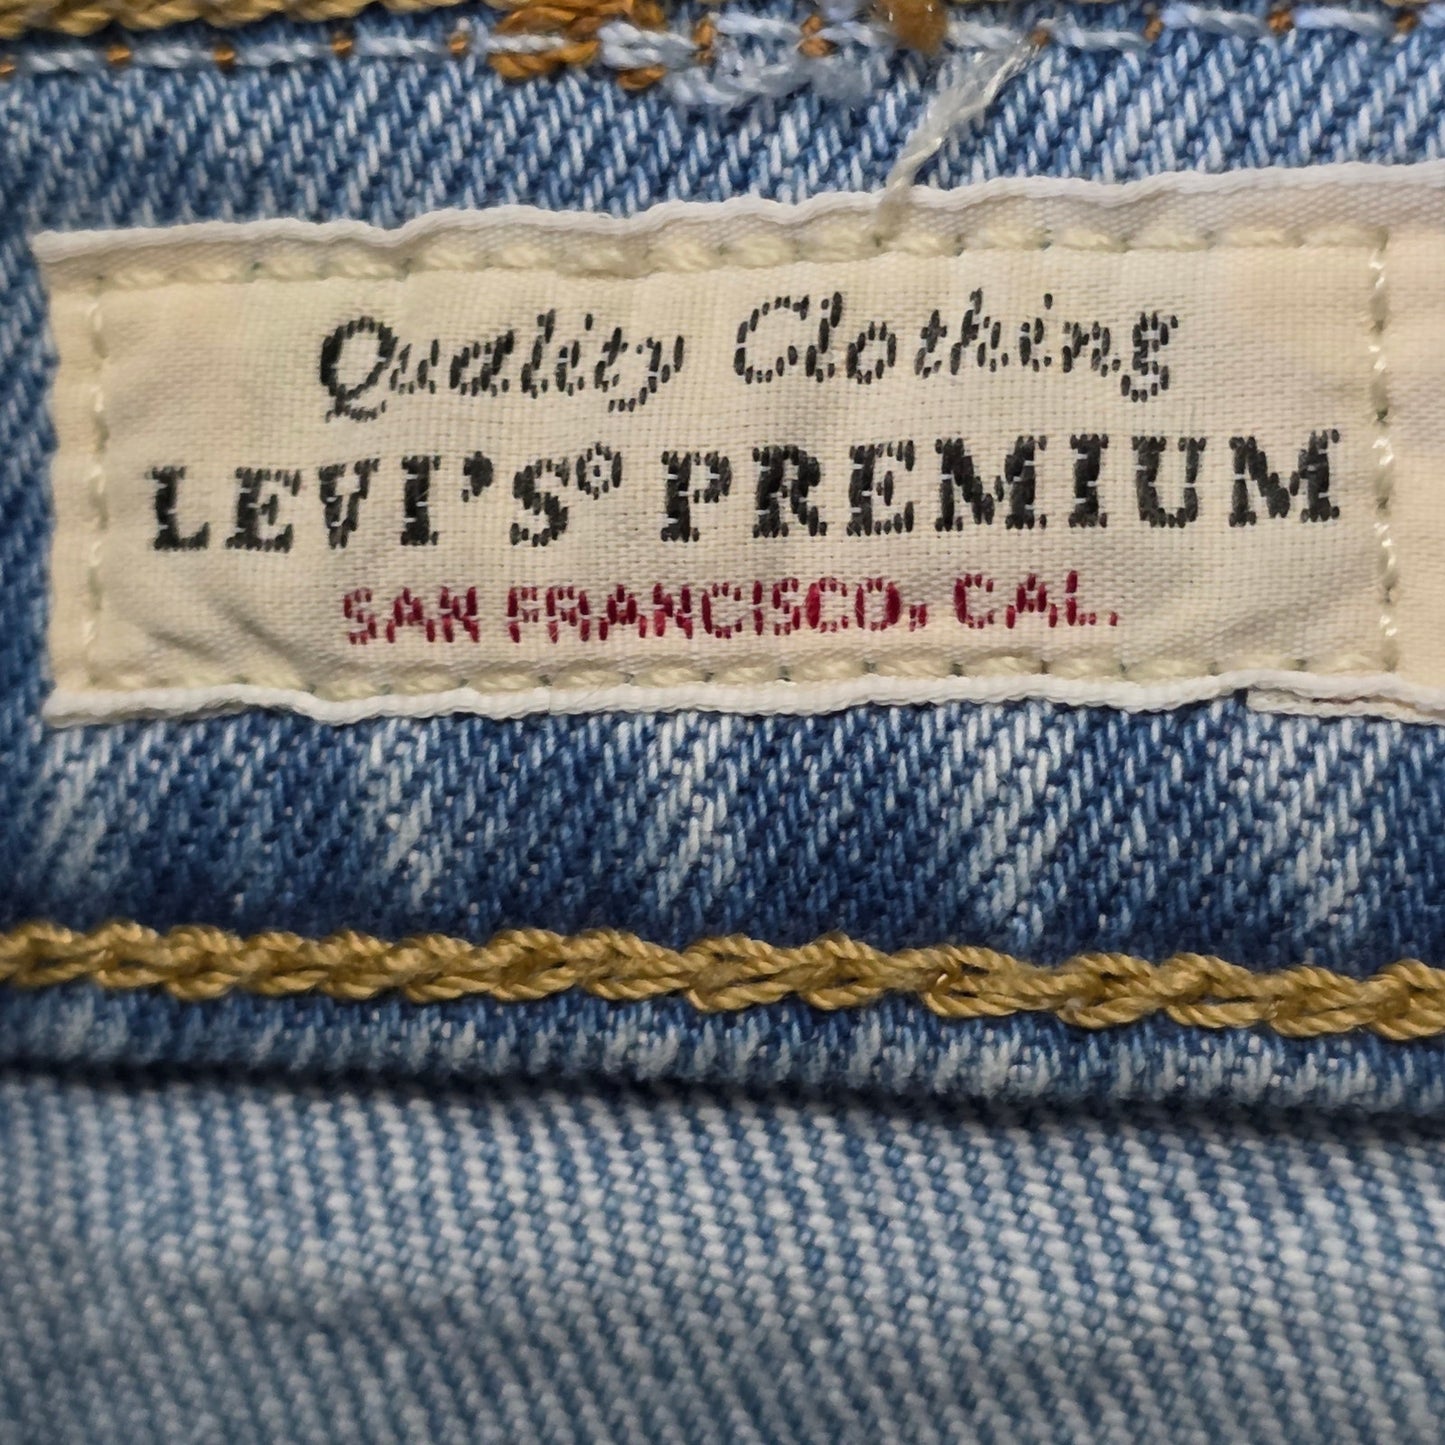 Quality Clothing
LEVI'S® PREMIUM
SAN FRANCISCO, CAL.